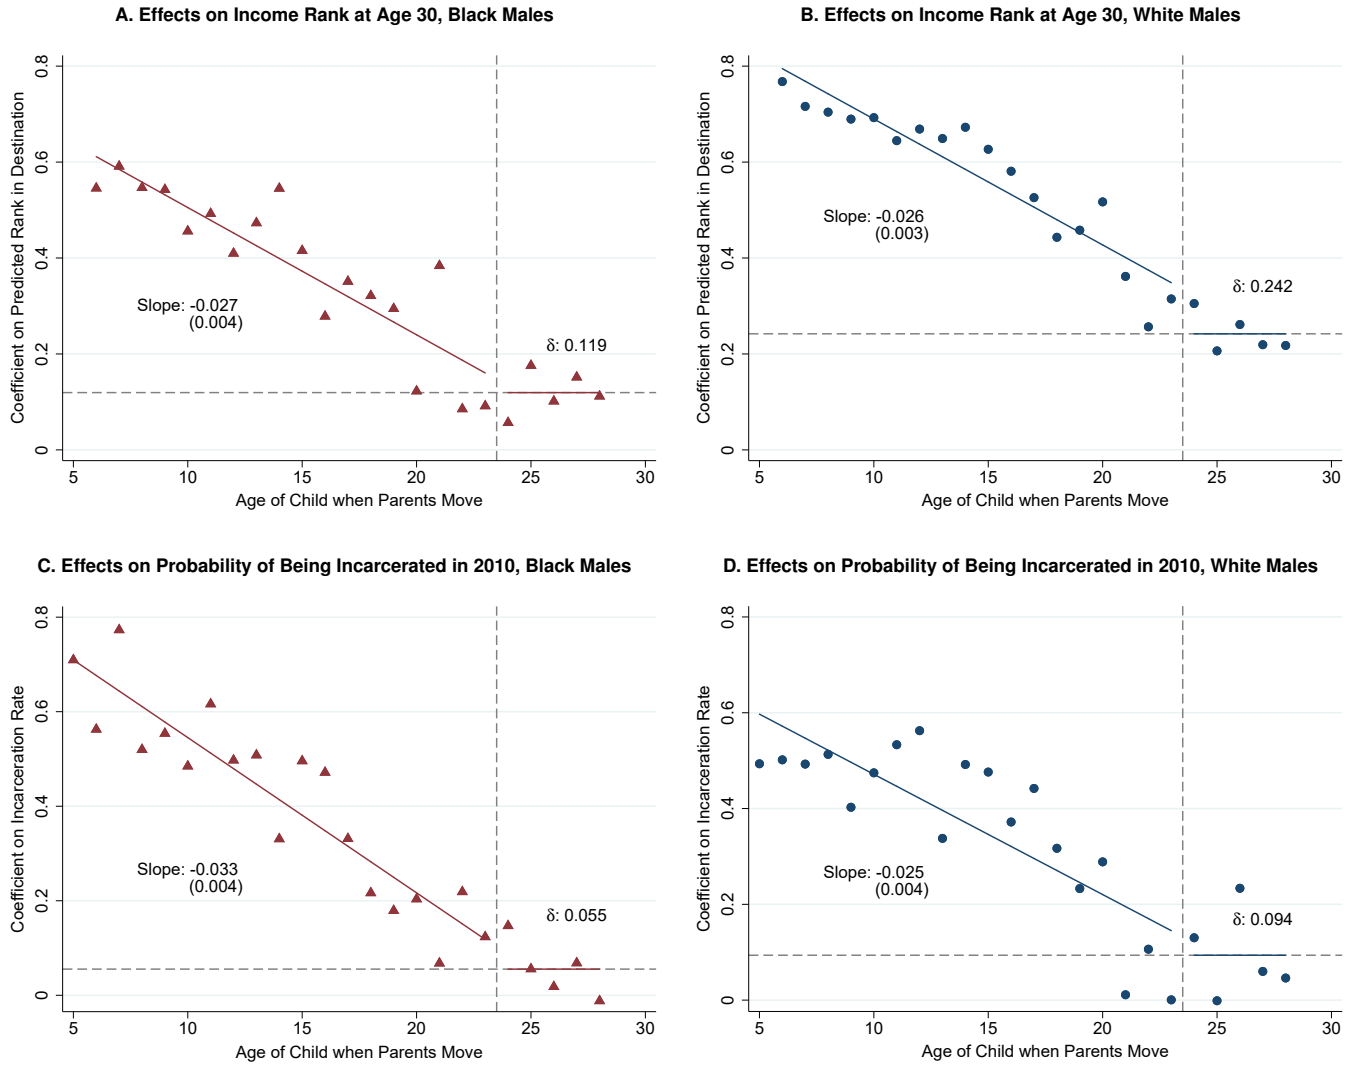 A. Effects on Income Rank at Age 30, Black Males
Coefficient on Predicted Rank in Destination
0.8
0.6
0.4
0.2
0
Slope: -0.027
(0.004)
δ: 0.119
5 10 15 20 25 30
Age of Child when Parents Move
B. Effects on Income Rank at Age 30, White Males
Coefficient on Predicted Rank in Destination
0.8
0.6
0.4
0.2
0
Slope: -0.026
(0.003)
δ: 0.242
5 10 15 20 25 30
Age of Child when Parents Move
C. Effects on Probability of Being Incarcerated in 2010, Black Males
Coefficient on Incarceration Rate
0.8
0.6
0.4
0.2
0
Slope: -0.033
(0.004)
δ: 0.055
5 10 15 20 25 30
Age of Child when Parents Move
D. Effects on Probability of Being Incarcerated in 2010, White Males
Coefficient on Incarceration Rate
0.8
0.6
0.4
0.2
0
Slope: -0.025
(0.004)
δ: 0.094
5 10 15 20 25 30
Age of Child when Parents Move